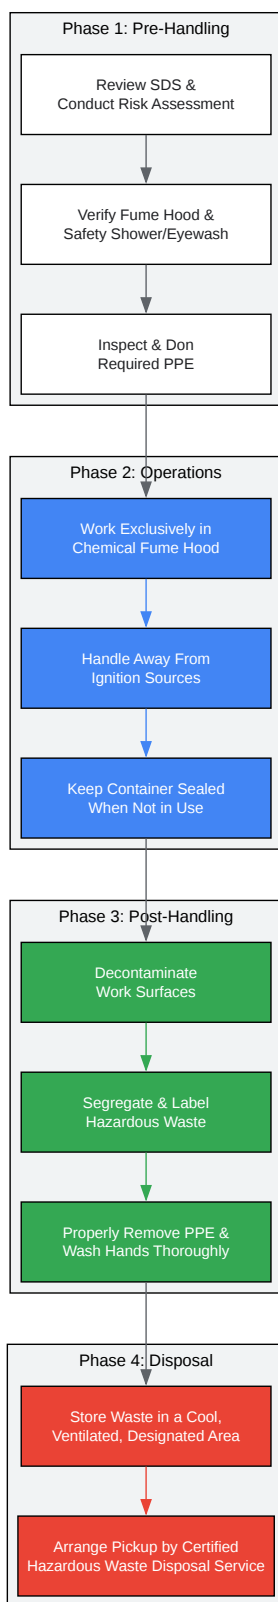 Phase 1: Pre-Handling
Review SDS &
Conduct Risk Assessment
Verify Fume Hood &
Safety Shower/Eyewash
Inspect & Don
Required PPE
Phase 2: Operations
Work Exclusively in
Chemical Fume Hood
Handle Away From
Ignition Sources
Keep Container Sealed
When Not in Use
Phase 3: Post-Handling
Decontaminate
Work Surfaces
Segregate & Label
Hazardous Waste
Properly Remove PPE &
Wash Hands Thoroughly
Phase 4: Disposal
Store Waste in a Cool,
Ventilated, Designated Area
Arrange Pickup by Certified
Hazardous Waste Disposal Service